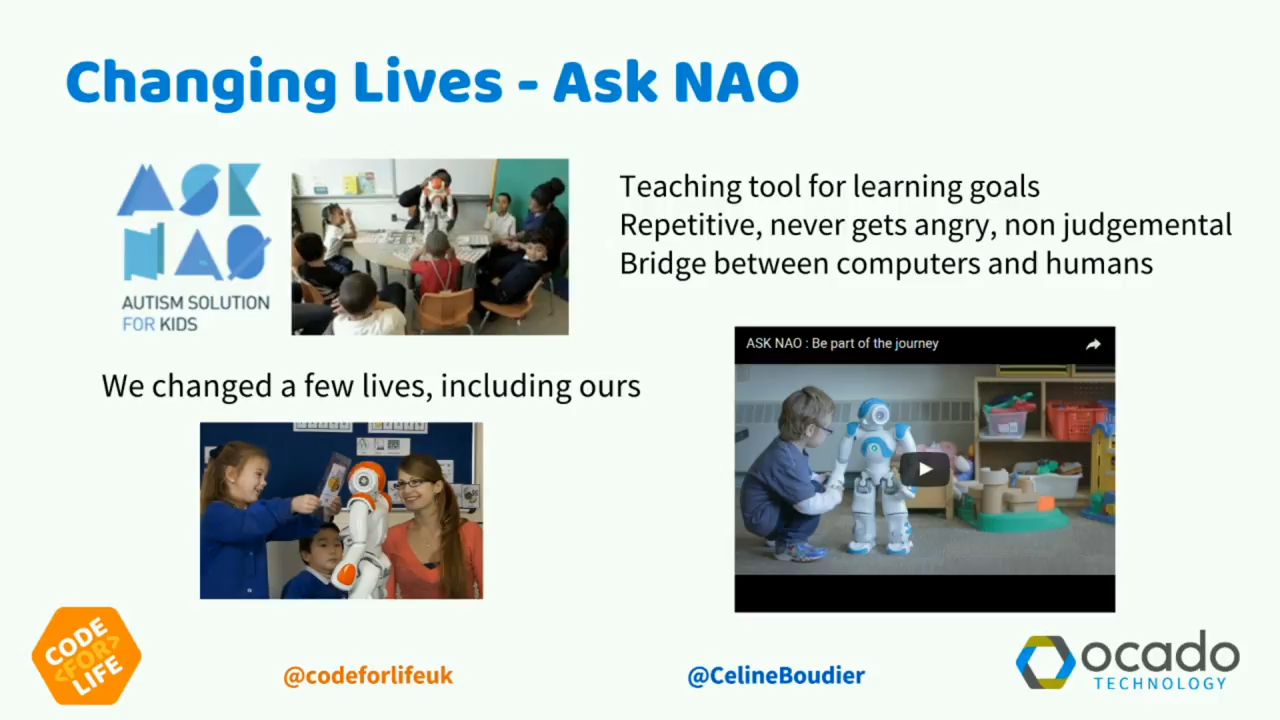 Changing Lives - Ask NAO
ASK
NAO
AUTISM SOLUTION
FOR KIDS
Teaching tool for learning goals
Repetitive, never gets angry, non judgemental
Bridge between computers and humans
We changed a few lives, including ours
ASK NAO : Be part of the journey
CODE
<FOR>
LIFE
@codeforlifeuk
@CelineBoudier
ocado
TECHNOLOGY